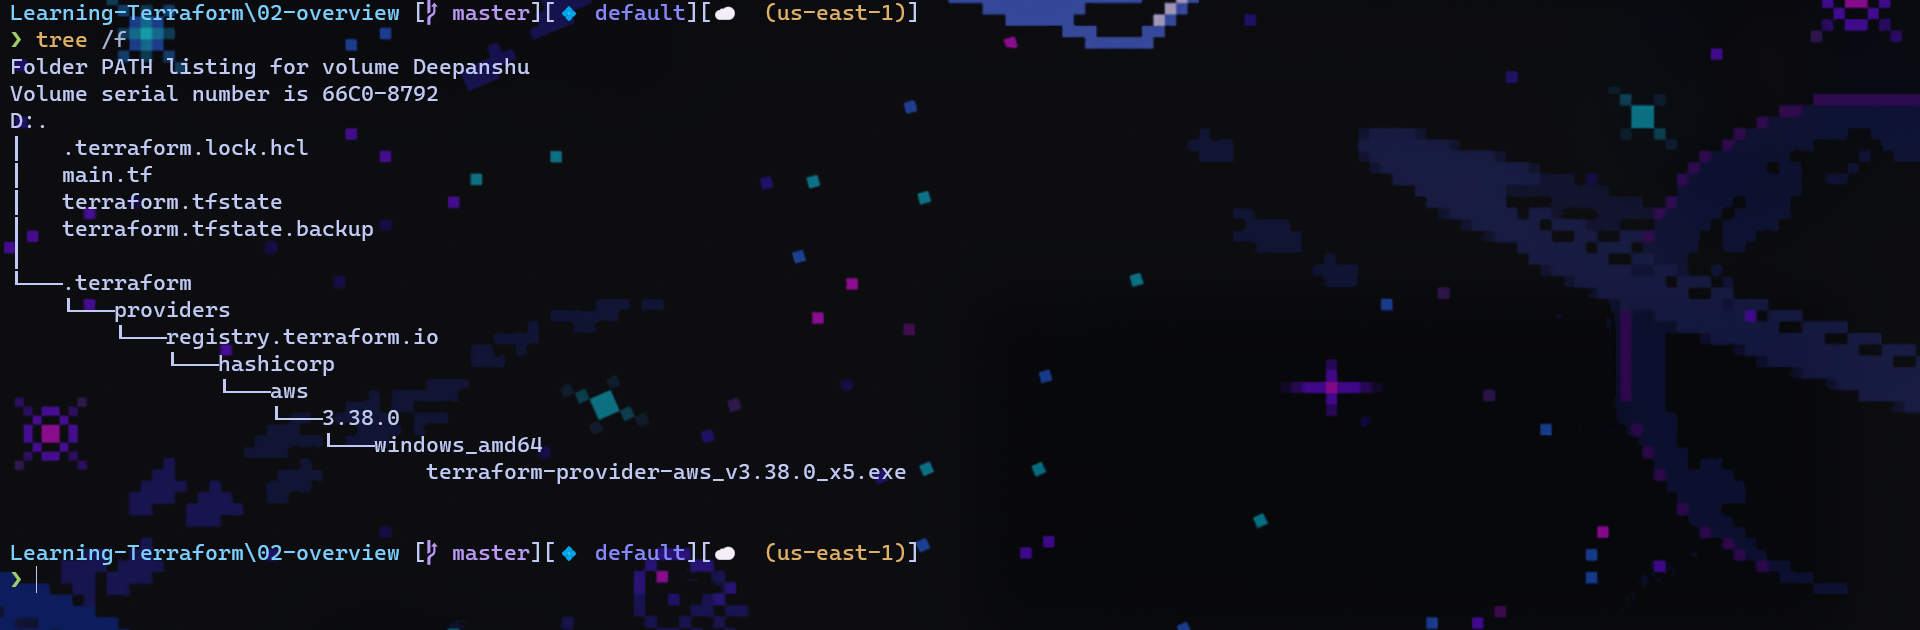 Learning-Terraform\02-overview [ master][ default][ (us-east-1)]
❯ tree /f
Folder PATH listing for volume Deepanshu
Volume serial number is 66C0-8792
D:.
│   .terraform.lock.hcl
│   main.tf
│   terraform.tfstate
│   terraform.tfstate.backup
│
└───.terraform
    └───providers
        └───registry.terraform.io
            └───hashicorp
                └───aws
                    └───3.38.0
                        └───windows_amd64
                                terraform-provider-aws_v3.38.0_x5.exe
Learning-Terraform\02-overview [ master][ default][ (us-east-1)]
❯